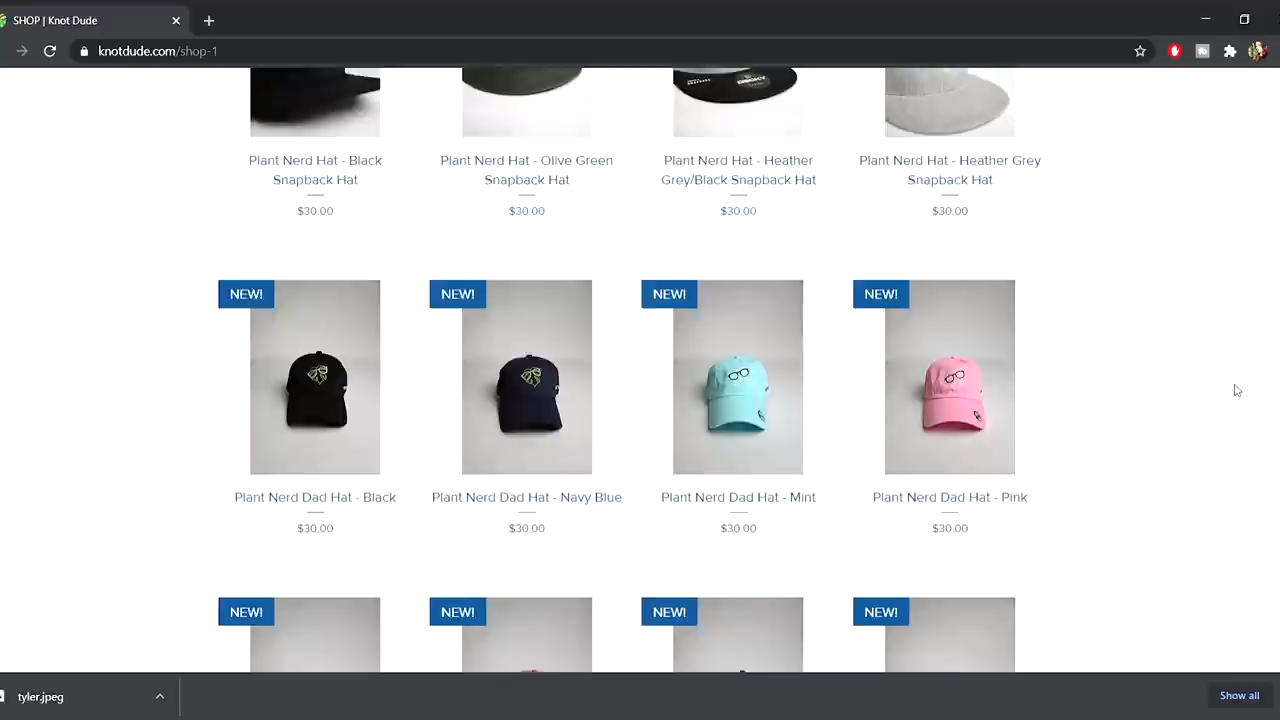 SHOP | Knot Dude
knotdude.com/shop-1
Plant Nerd Hat - Black
Snapback Hat
$30.00
Plant Nerd Hat - Olive Green
Snapback Hat
$30.00
Plant Nerd Hat - Heather
Grey/Black Snapback Hat
$30.00
Plant Nerd Hat - Heather Grey
Snapback Hat
$30.00
NEW!
NEW!
NEW!
NEW!
Plant Nerd Dad Hat - Black
$30.00
Plant Nerd Dad Hat - Navy Blue
$30.00
Plant Nerd Dad Hat - Mint
$30.00
Plant Nerd Dad Hat - Pink
$30.00
NEW!
NEW!
NEW!
NEW!
tyler.jpeg
Show all